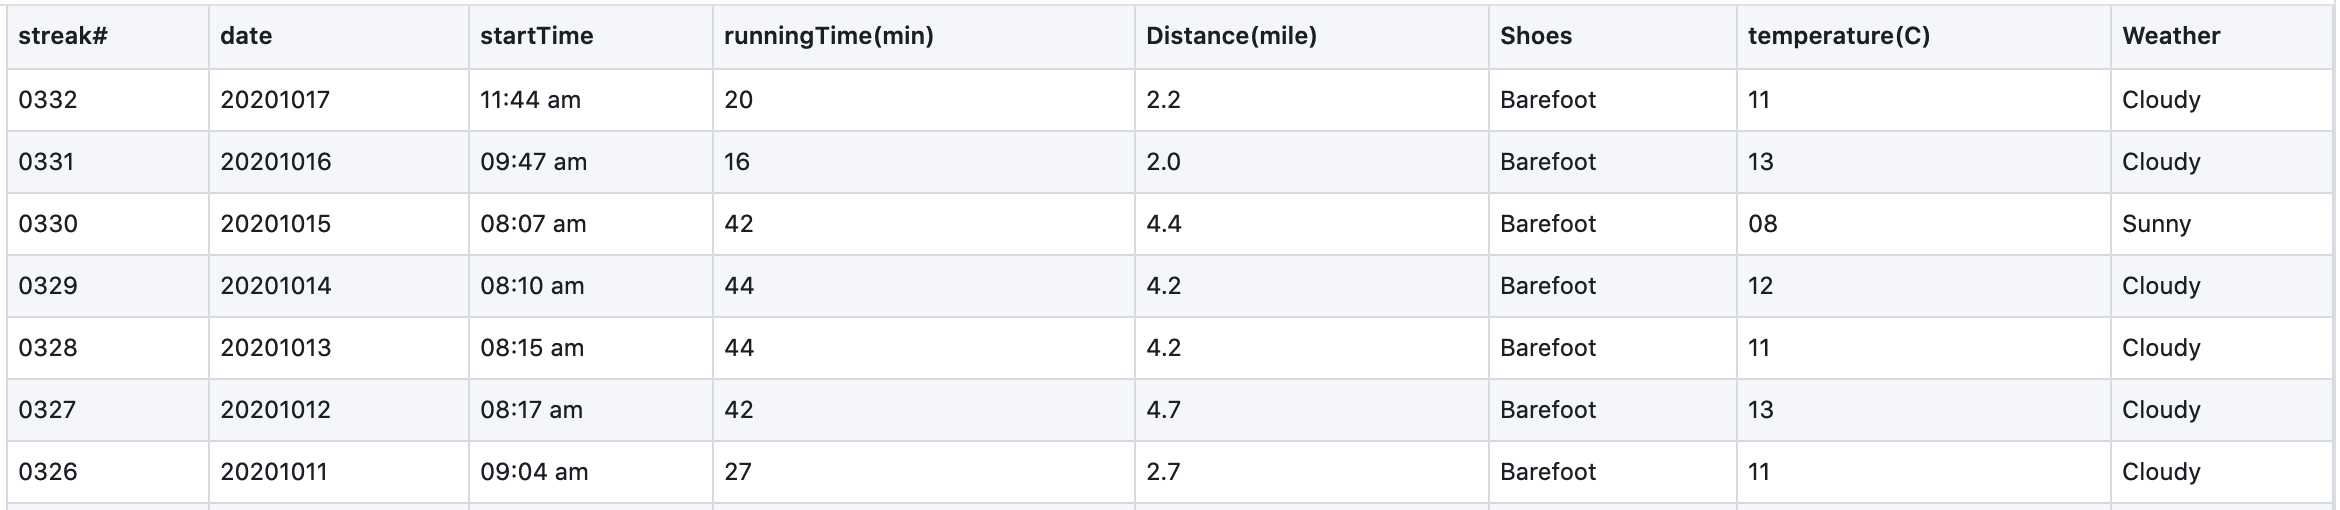 streak# date startTime runningTime(min) Distance(mile) Shoes temperature(C) Weather
0332 20201017 11:44 am 20 2.2 Barefoot 11 Cloudy
0331 20201016 09:47 am 16 2.0 Barefoot 13 Cloudy
0330 20201015 08:07 am 42 4.4 Barefoot 08 Sunny
0329 20201014 08:10 am 44 4.2 Barefoot 12 Cloudy
0328 20201013 08:15 am 44 4.2 Barefoot 11 Cloudy
0327 20201012 08:17 am 42 4.7 Barefoot 13 Cloudy
0326 20201011 09:04 am 27 2.7 Barefoot 11 Cloudy